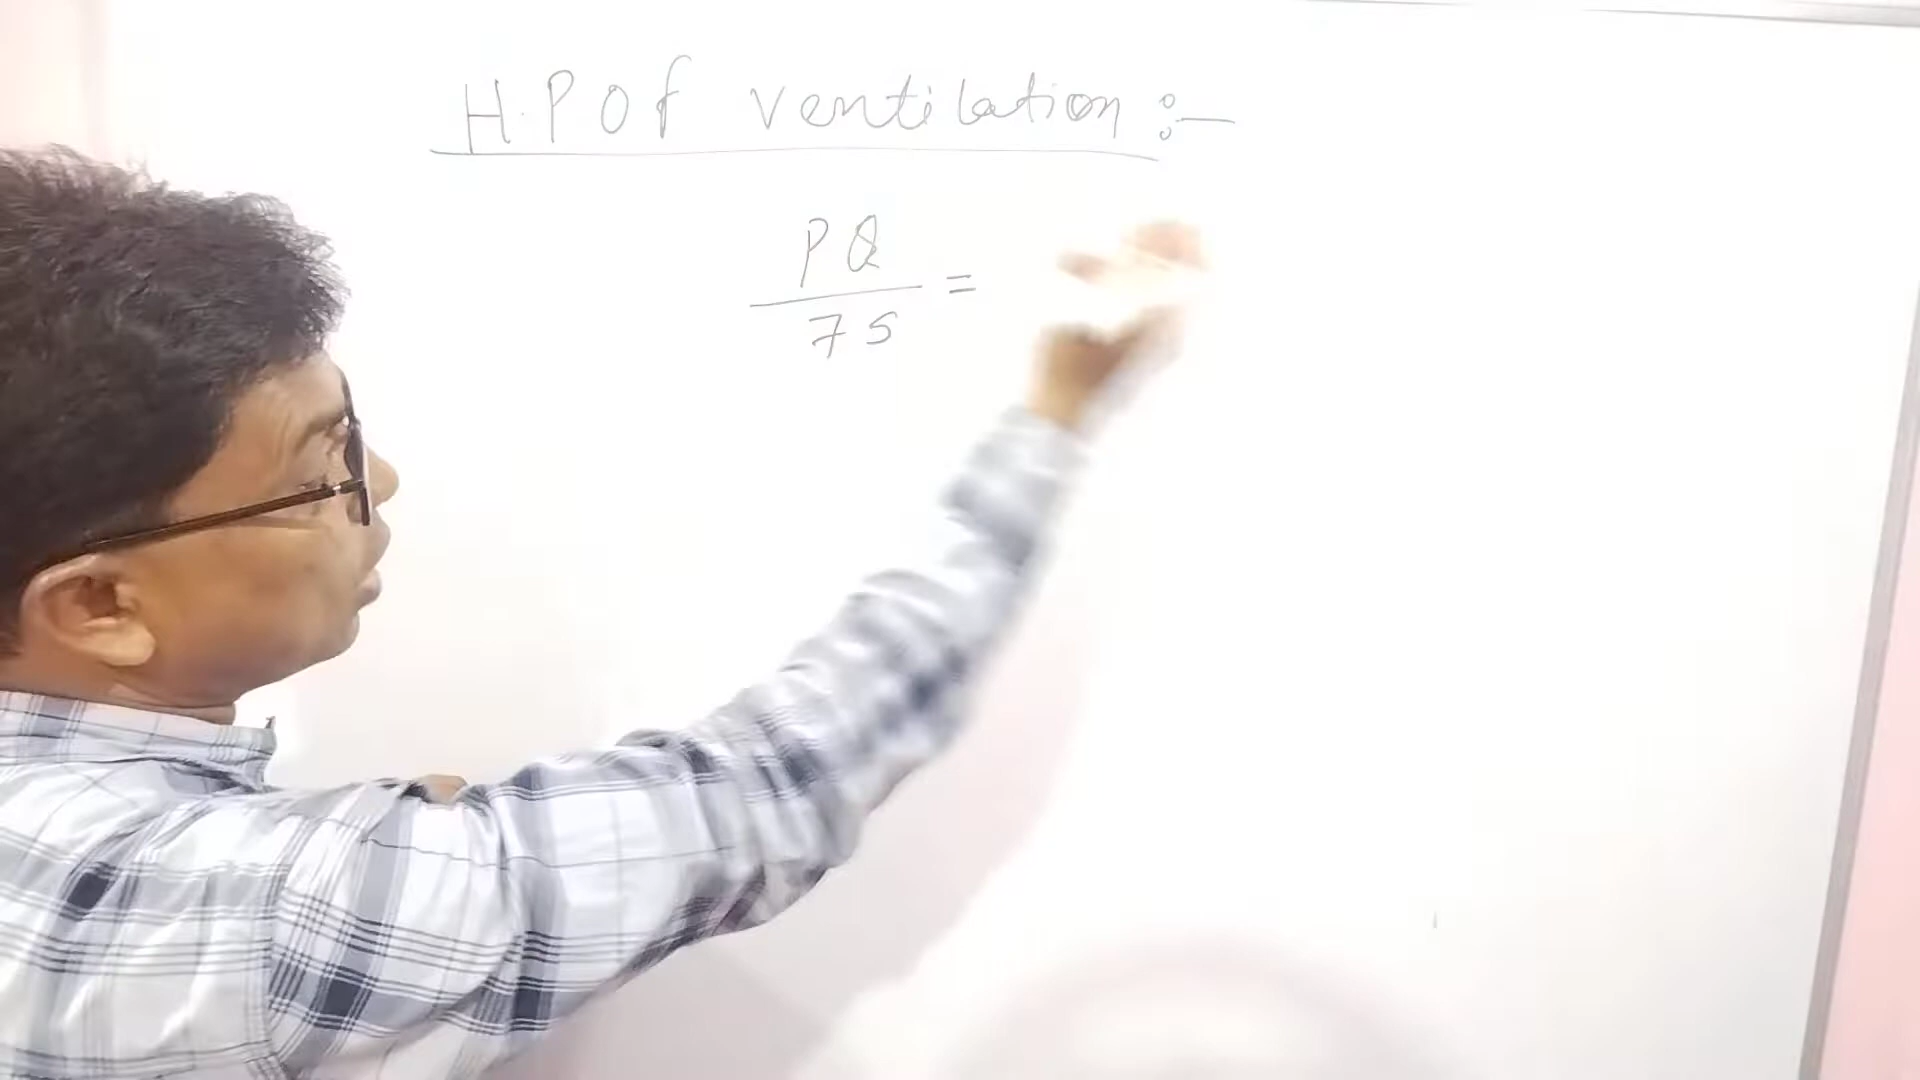 H.P Of ventilation :-
PQ
75 =